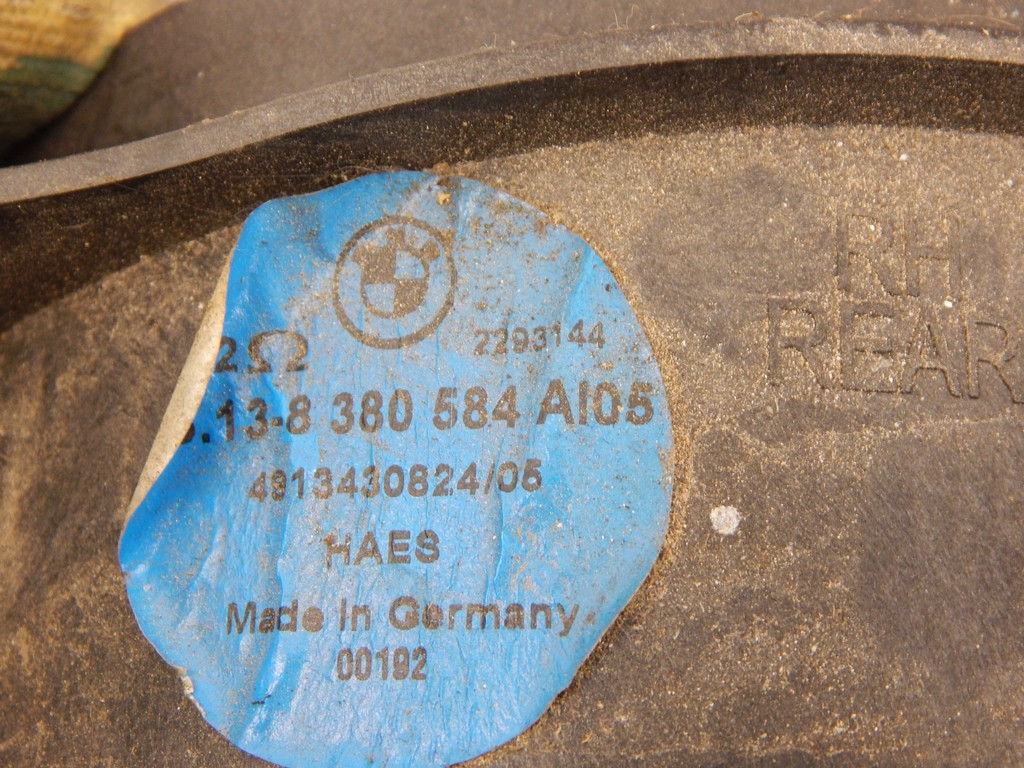 2Ω
2293144
.13-8 380 584 AI05
4913430824/05
HAES
Made In Germany
00192
RH
REAR